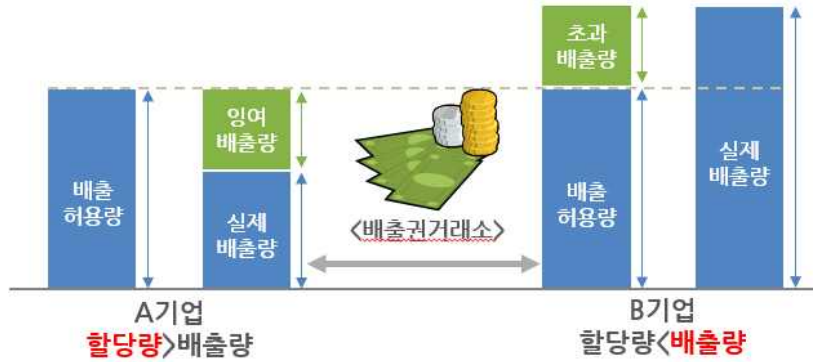 배출
허용량
잉여
배출량
실제
배출량
<배출권거래소>
초과
배출량
배출
허용량
실제
배출량
A기업
할당량>배출량
B기업
할당량<배출량